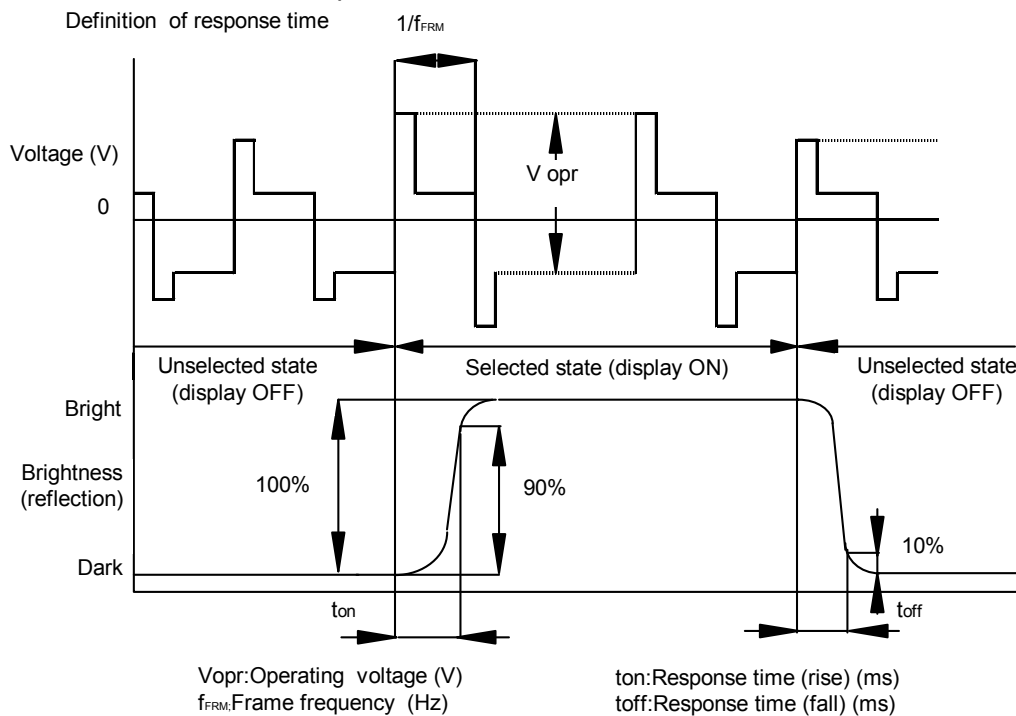 Definition of response time
1/fFRM
Voltage (V)
0
V opr
Unselected state
(display OFF)
Selected state (display ON)
Unselected state
(display OFF)
Bright
Brightness
(reflection)
Dark
100%
90%
10%
ton
toff
Vopr:Operating voltage (V)
fFRM;Frame frequency (Hz)
ton:Response time (rise) (ms)
toff:Response time (fall) (ms)